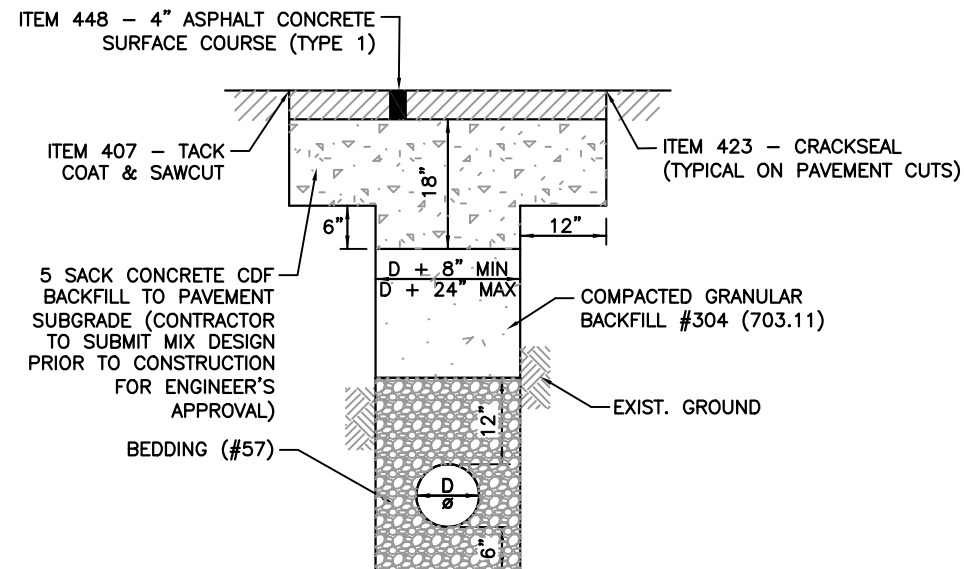 ITEM 448 – 4" ASPHALT CONCRETE
SURFACE COURSE (TYPE 1)
ITEM 407 – TACK
COAT & SAWCUT
ITEM 423 – CRACKSEAL
(TYPICAL ON PAVEMENT CUTS)
18"
6"
12"
5 SACK CONCRETE CDF
BACKFILL TO PAVEMENT
SUBGRADE (CONTRACTOR
TO SUBMIT MIX DESIGN
PRIOR TO CONSTRUCTION
FOR ENGINEER'S
APPROVAL)
D + 8" MIN
D + 24" MAX
COMPACTED GRANULAR
BACKFILL #304 (703.11)
EXIST. GROUND
12"
BEDDING (#57)
D
ø
6"